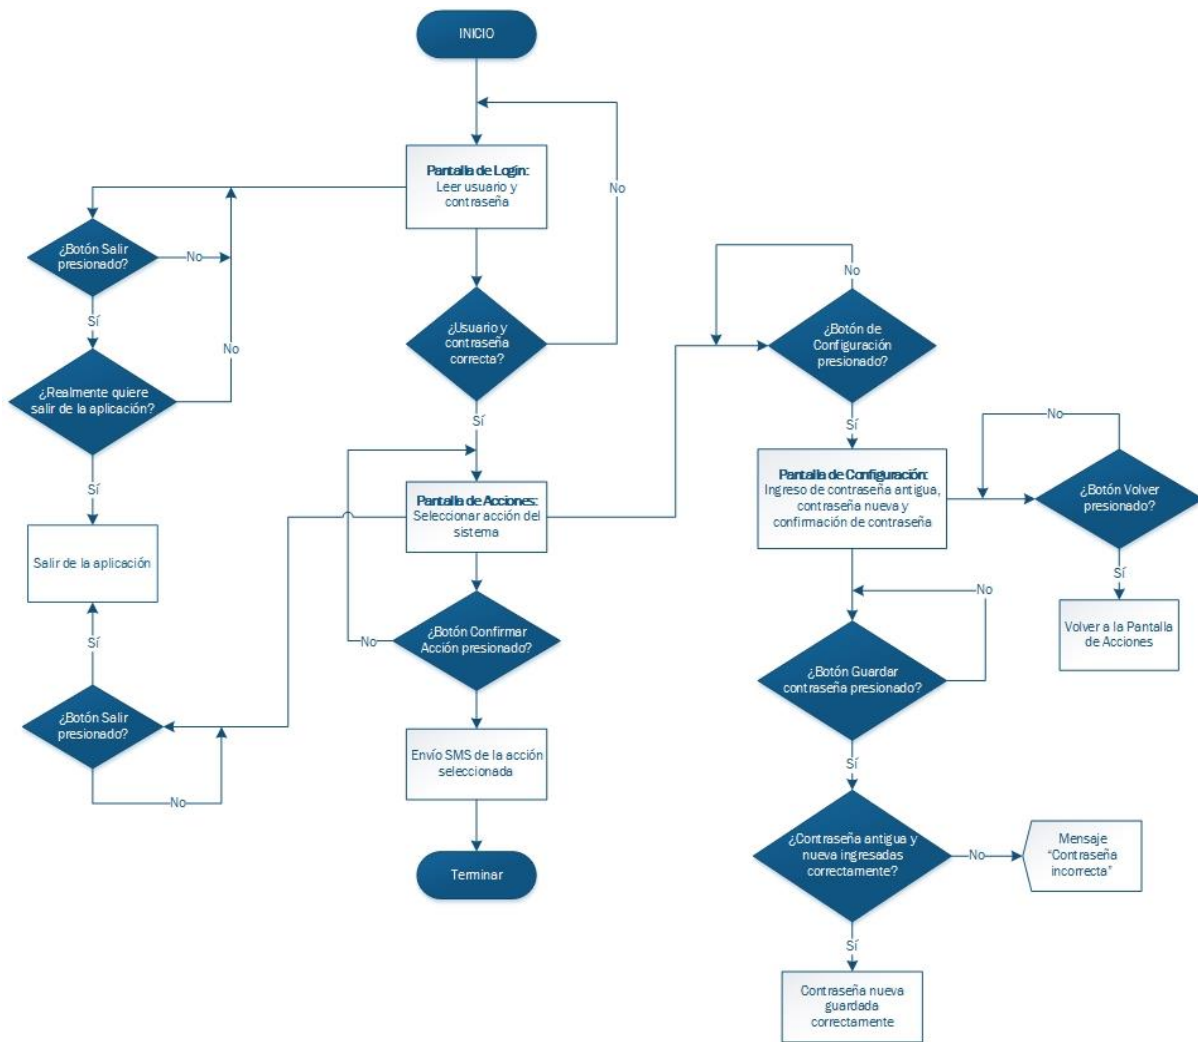 INICIO
Pantalla de Login:
Leer usuario y
contraseña
No
¿Botón Salir
presionado?
No
Sí
¿Usuario y
contraseña
correcta?
No
¿Realmente quiere
salir de la aplicación?
Sí
Sí
Salir de la aplicación
Pantalla de Acciones:
Seleccionar acción del
sistema
¿Botón Confirmar
Acción presionado?
No
Sí
¿Botón Salir
presionado?
No
Envío SMS de la acción
seleccionada
Terminar
No
¿Botón de
Configuración
presionado?
Sí
Pantalla de Configuración:
Ingreso de contraseña antigua,
contraseña nueva y
confirmación de contraseña
No
¿Botón Volver
presionado?
Sí
Volver a la Pantalla
de Acciones
No
¿Botón Guardar
contraseña presionado?
Sí
¿Contraseña antigua y
nueva ingresadas
correctamente?
No
Mensaje
“Contraseña
incorrecta”
Sí
Contraseña nueva
guardada
correctamente